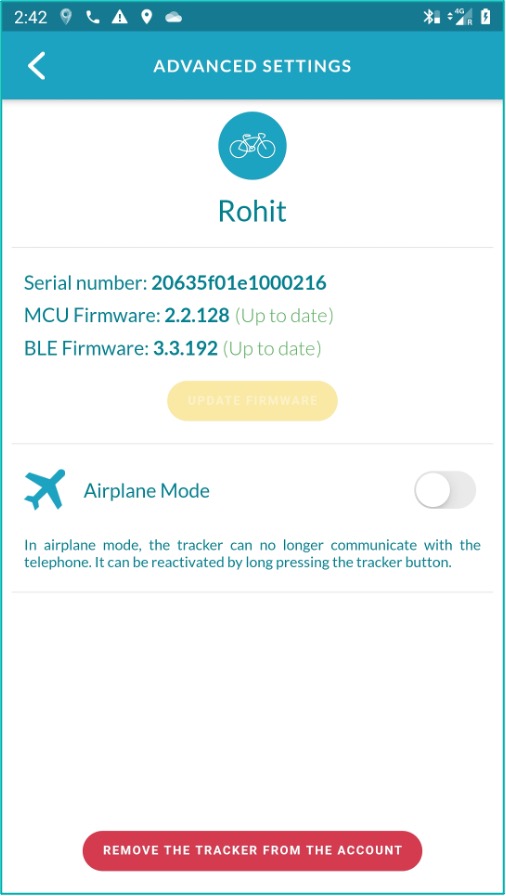 2:42
4G
R
ADVANCED SETTINGS
Rohit
Serial number: 20635f01e1000216
MCU Firmware: 2.2.128 (Up to date)
BLE Firmware: 3.3.192 (Up to date)
UPDATE FIRMWARE
Airplane Mode
In airplane mode, the tracker can no longer communicate with the
telephone. It can be reactivated by long pressing the tracker button.
REMOVE THE TRACKER FROM THE ACCOUNT